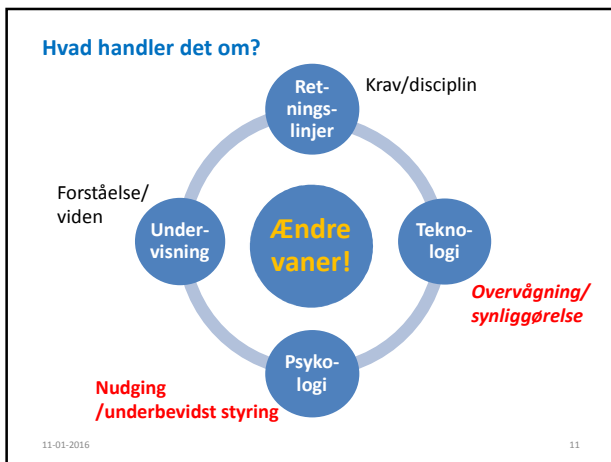 Hvad handler det om?
Ret-
nings-
linjer
Krav/disciplin
Forståelse/
viden
Under-
visning
Ændre
vaner!
Tekno-
logi
Overvågning/
synliggørelse
Psyko-
logi
Nudging
/underbevidst styring
11-01-2016
11